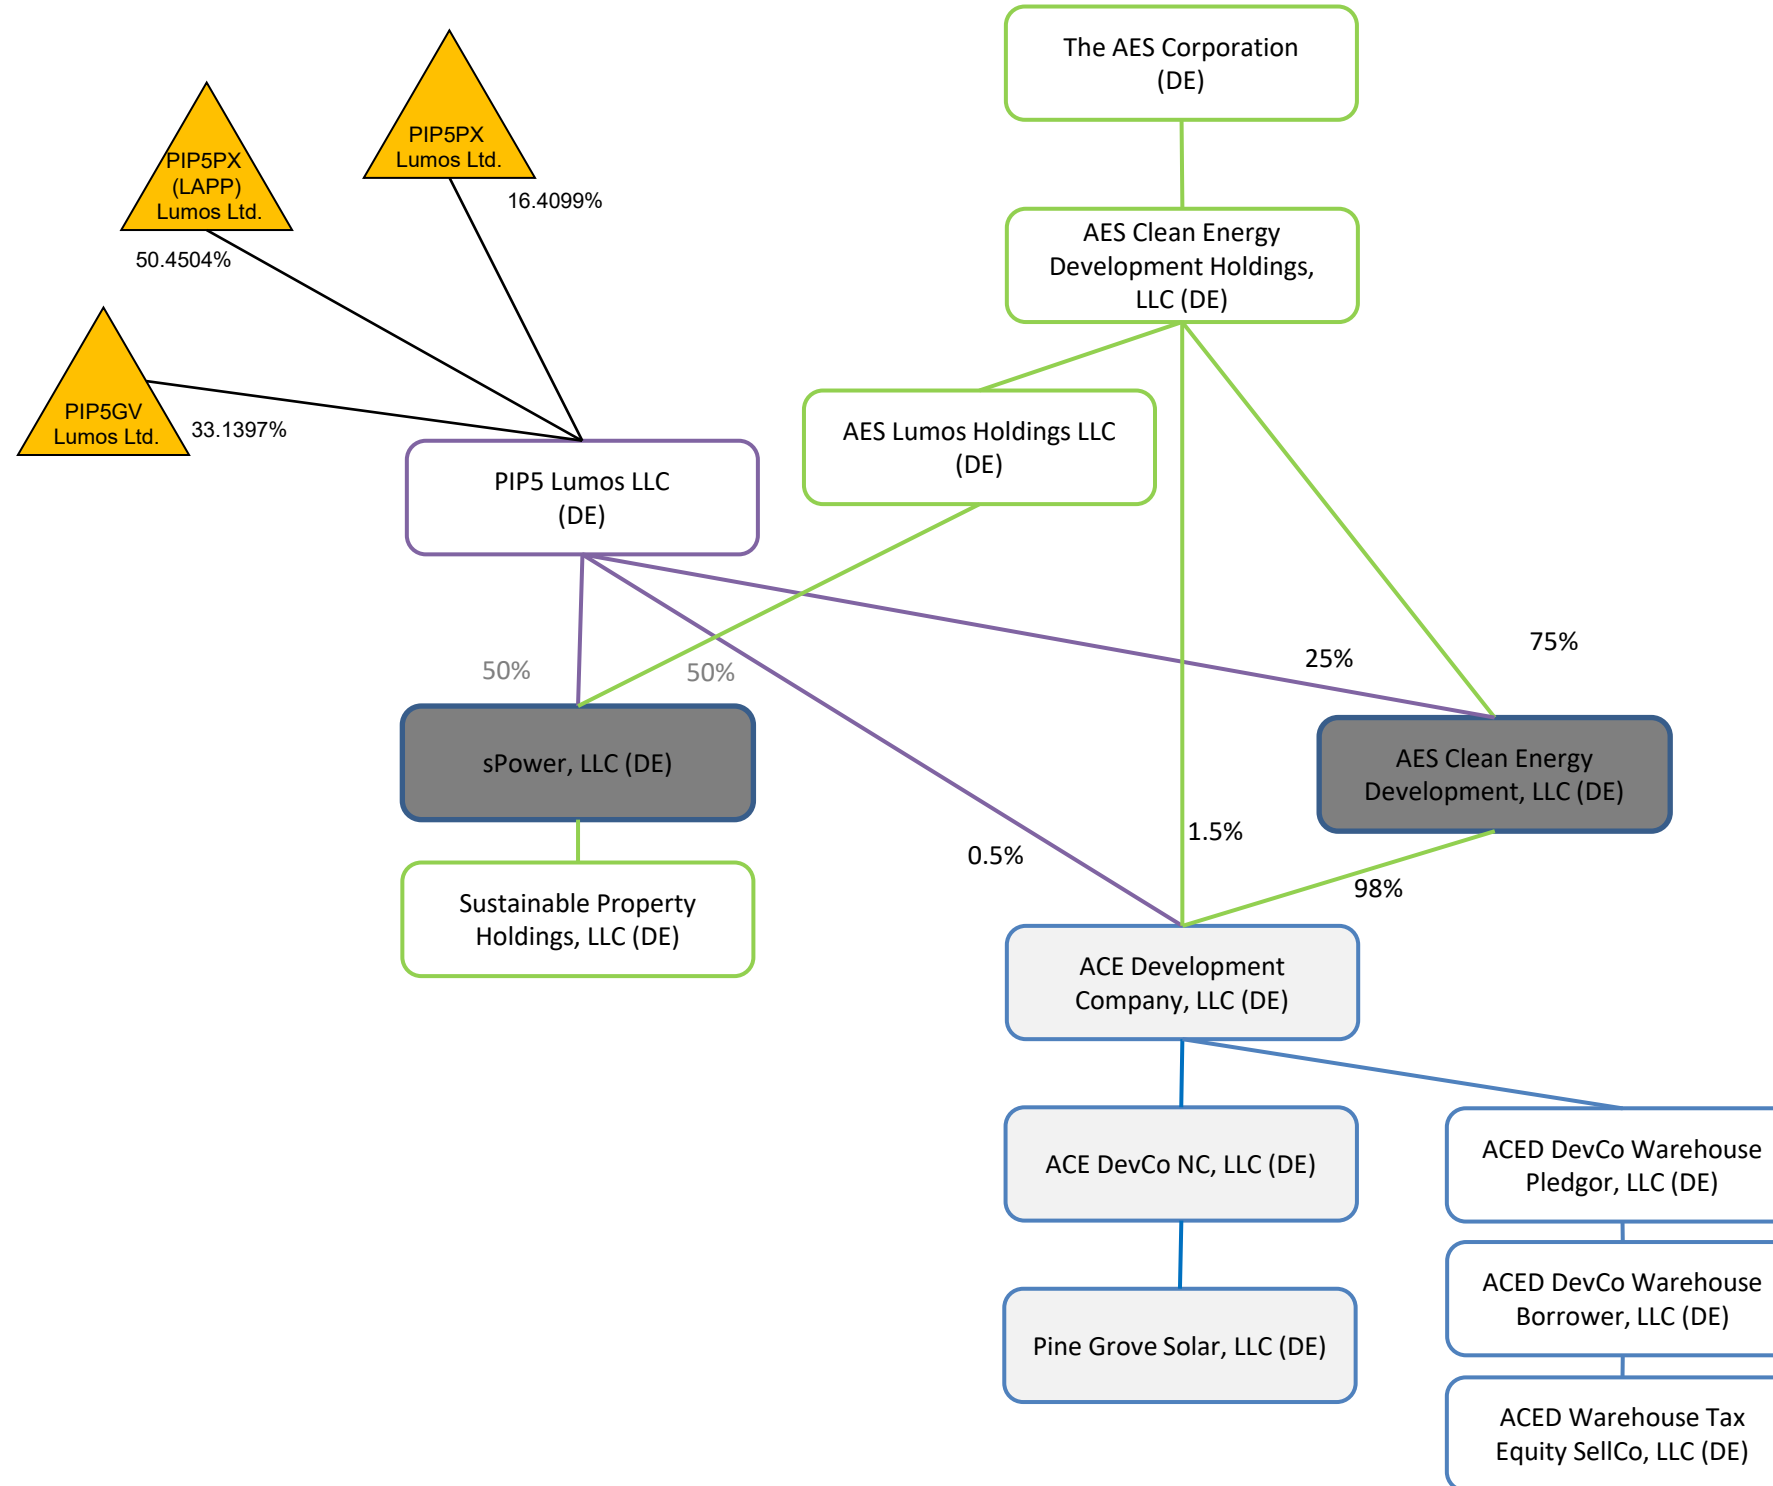 The AES Corporation
(DE)
PIP5PX
Lumos Ltd.
PIP5PX
(LAPP)
Lumos Ltd.
16.4099%
50.4504%
AES Clean Energy
Development Holdings,
LLC (DE)
PIP5GV
Lumos Ltd.
33.1397%
AES Lumos Holdings LLC
(DE)
PIP5 Lumos LLC
(DE)
50%
50%
25%
75%
sPower, LLC (DE)
AES Clean Energy
Development, LLC (DE)
0.5%
1.5%
98%
Sustainable Property
Holdings, LLC (DE)
ACE Development
Company, LLC (DE)
ACE DevCo NC, LLC (DE)
ACED DevCo Warehouse
Pledgor, LLC (DE)
ACED DevCo Warehouse
Borrower, LLC (DE)
Pine Grove Solar, LLC (DE)
ACED Warehouse Tax
Equity SellCo, LLC (DE)